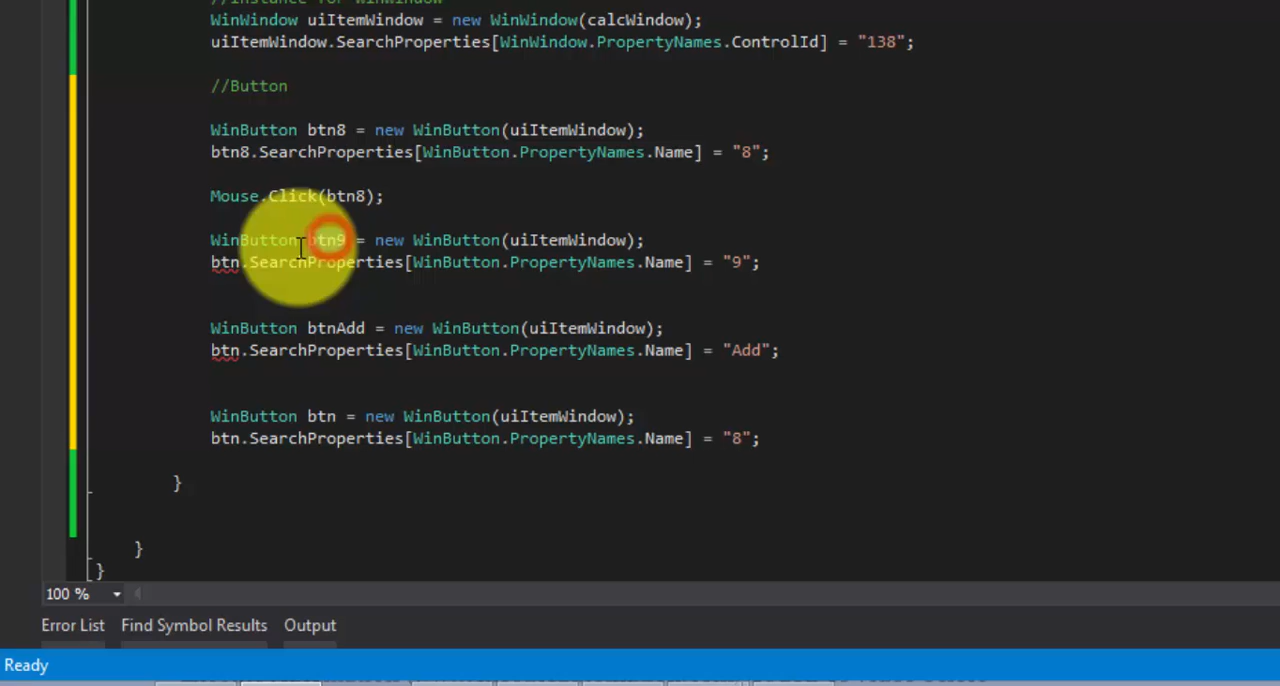 //Instance for WinWindow
WinWindow uiItemWindow = new WinWindow(calcWindow);
uiItemWindow.SearchProperties[WinWindow.PropertyNames.ControlId] = "138";
//Button
WinButton btn8 = new WinButton(uiItemWindow);
btn8.SearchProperties[WinButton.PropertyNames.Name] = "8";
Mouse.Click(btn8);
WinButton btn9 = new WinButton(uiItemWindow);
btn.SearchProperties[WinButton.PropertyNames.Name] = "9";
WinButton btnAdd = new WinButton(uiItemWindow);
btn.SearchProperties[WinButton.PropertyNames.Name] = "Add";
WinButton btn = new WinButton(uiItemWindow);
btn.SearchProperties[WinButton.PropertyNames.Name] = "8";
}
}
}
100 %
Error List Find Symbol Results Output
Ready